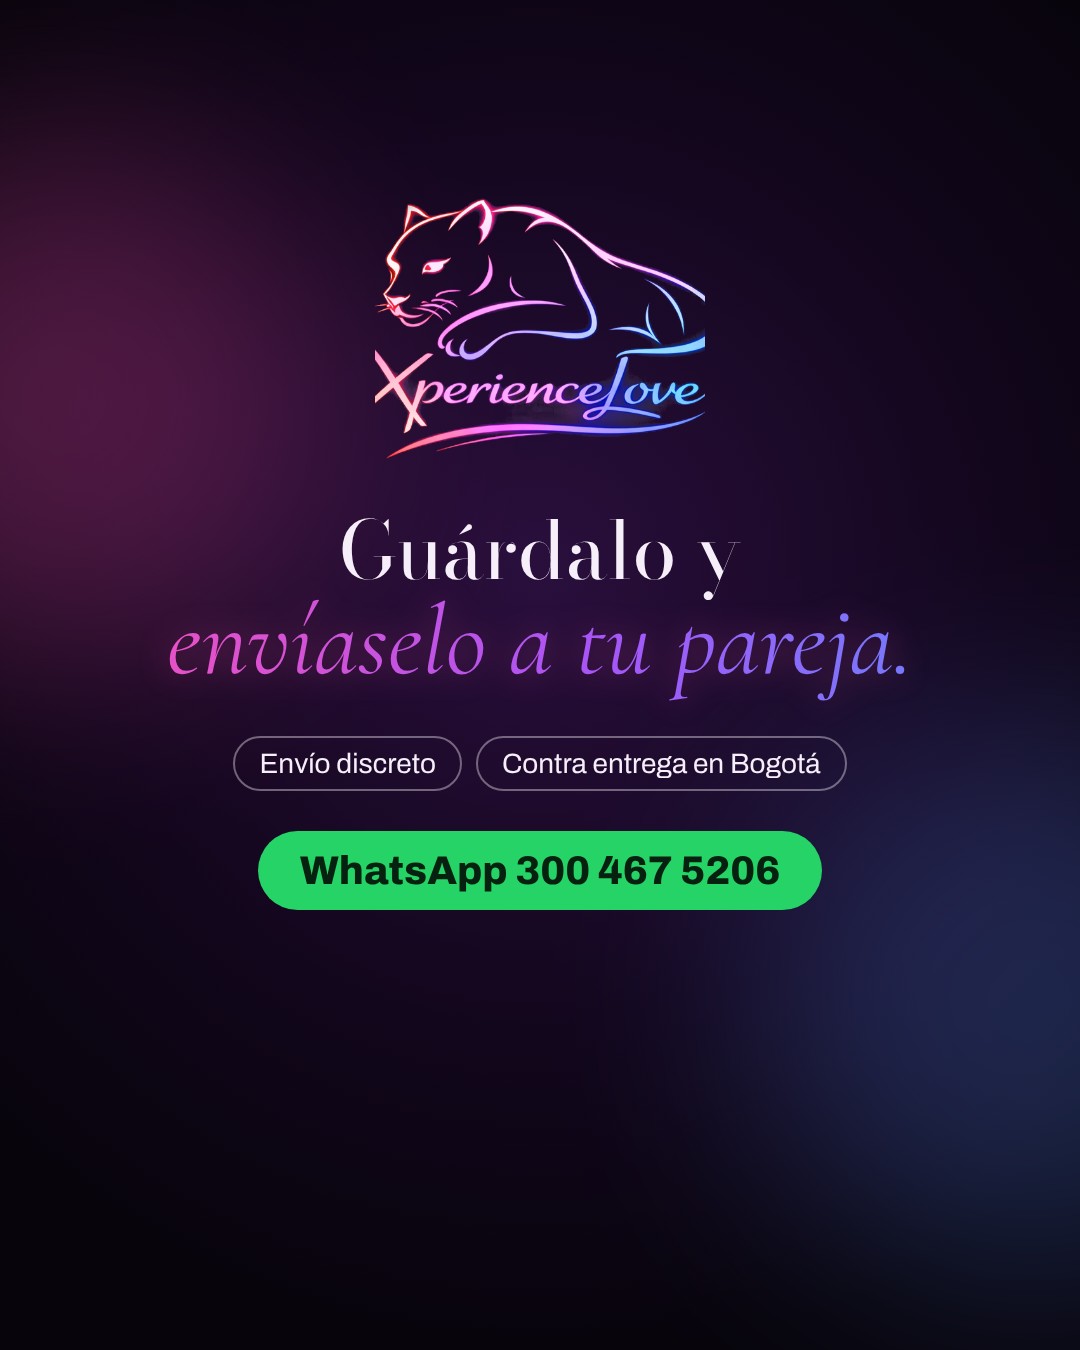 XperienceLove
Guárdalo y
envíaselo a tu pareja.
Envío discreto
Contra entrega en Bogotá
WhatsApp 300 467 5206